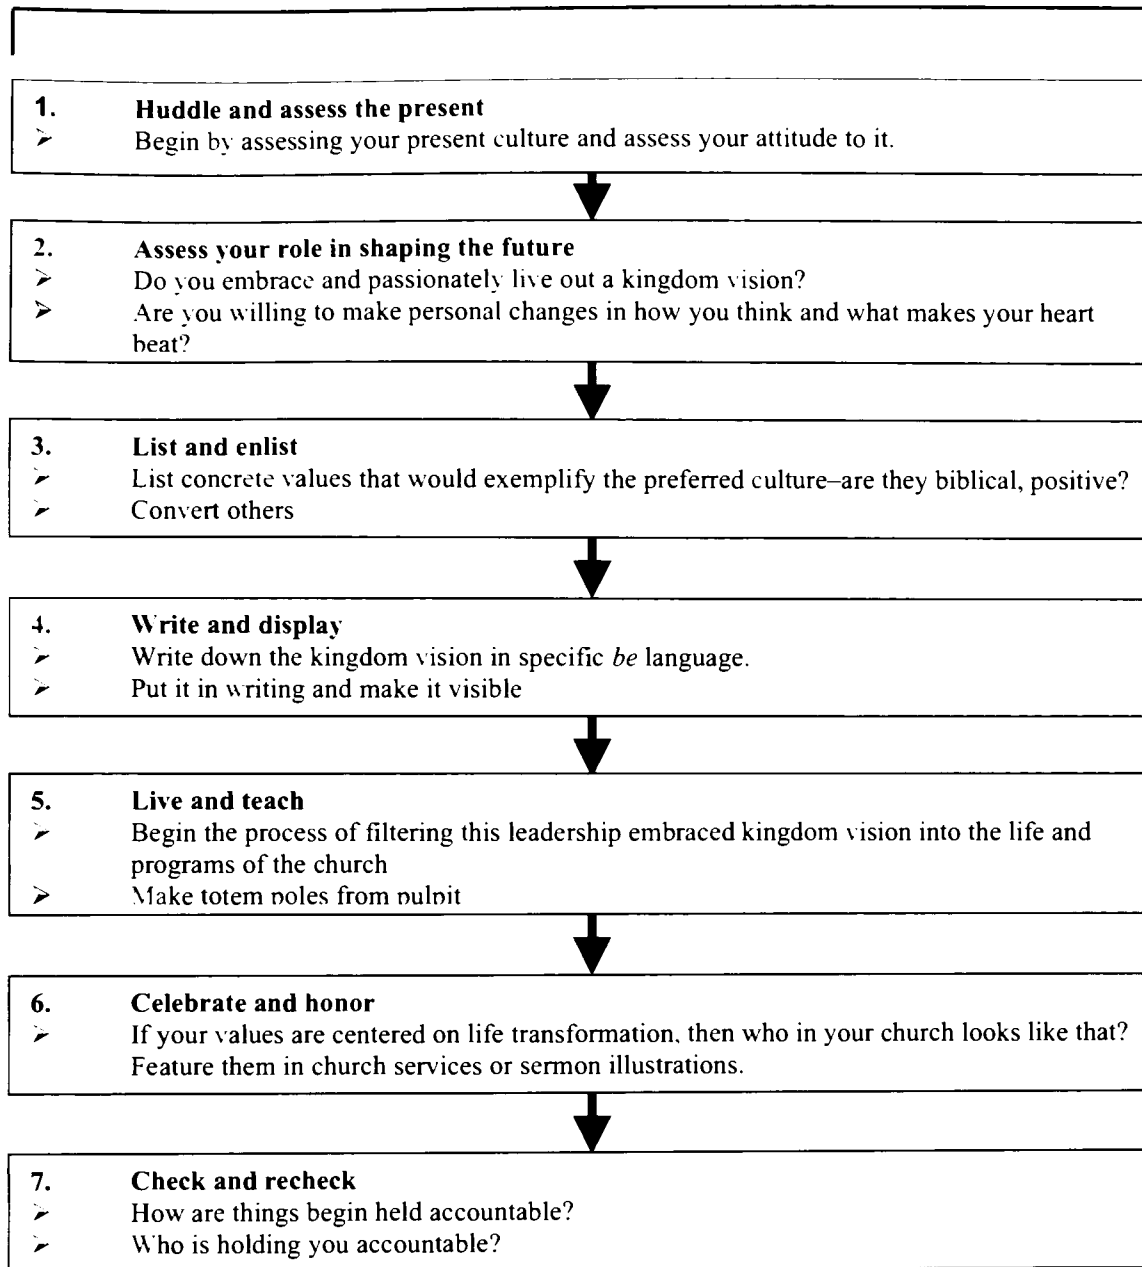 1. Huddle and assess the present
➢ Begin by assessing your present culture and assess your attitude to it.
2. Assess your role in shaping the future
➢ Do you embrace and passionately live out a kingdom vision?
➢ Are you willing to make personal changes in how you think and what makes your heart
beat?
3. List and enlist
➢ List concrete values that would exemplify the preferred culture–are they biblical, positive?
➢ Convert others
4. Write and display
➢ Write down the kingdom vision in specific be language.
➢ Put it in writing and make it visible
5. Live and teach
➢ Begin the process of filtering this leadership embraced kingdom vision into the life and
programs of the church
➢ Make totem poles from pulpit
6. Celebrate and honor
➢ If your values are centered on life transformation, then who in your church looks like that?
Feature them in church services or sermon illustrations.
7. Check and recheck
➢ How are things begin held accountable?
➢ Who is holding you accountable?